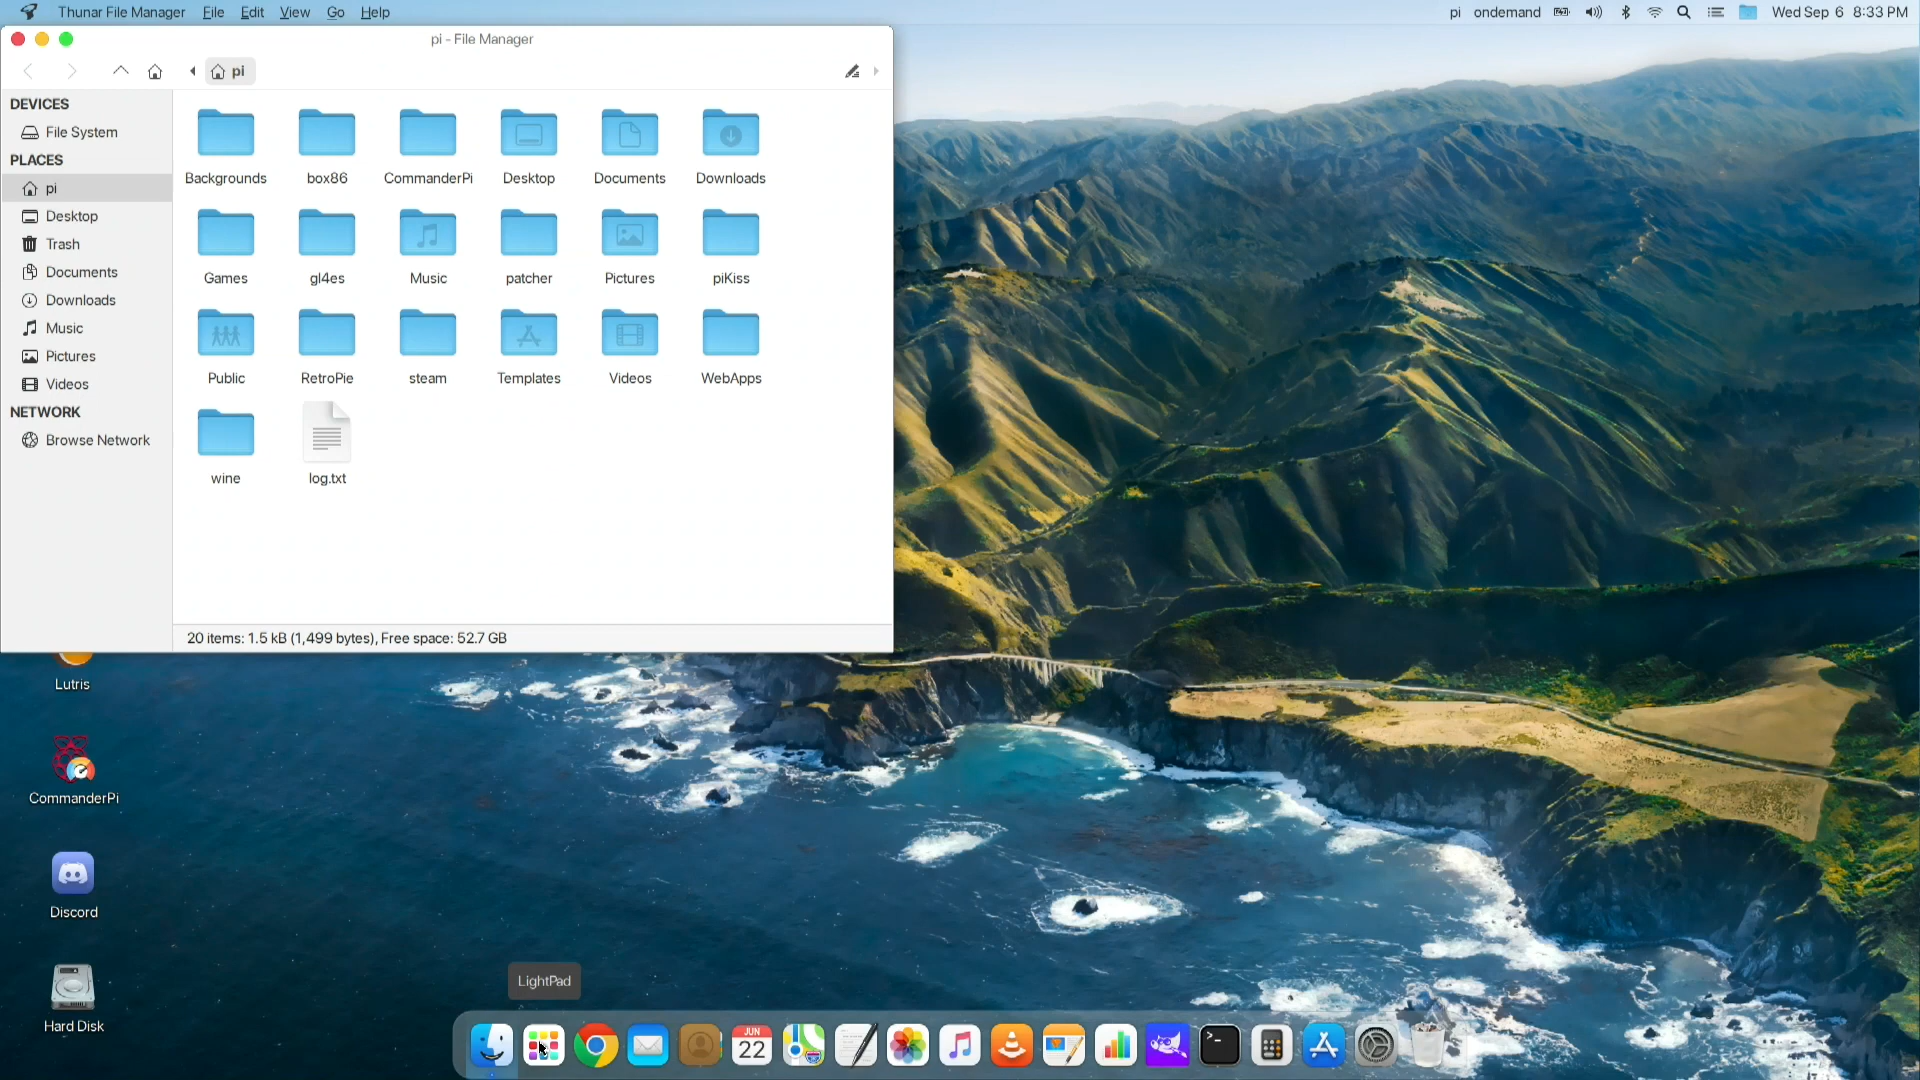 Thunar File Manager File Edit View Go Help
pi ondemand Wed Sep 6 8:33 PM
pi - File Manager
pi
DEVICES
File System
PLACES
pi
Desktop
Trash
Documents
Downloads
Music
Pictures
Videos
NETWORK
Browse Network
Backgrounds box86 CommanderPi Desktop Documents Downloads
Games gl4es Music patcher Pictures piKiss
Public RetroPie steam Templates Videos WebApps
wine log.txt
20 items: 1.5 kB (1,499 bytes), Free space: 52.7 GB
Lutris
CommanderPi
Discord
Hard Disk
LightPad
JUN
22
>-